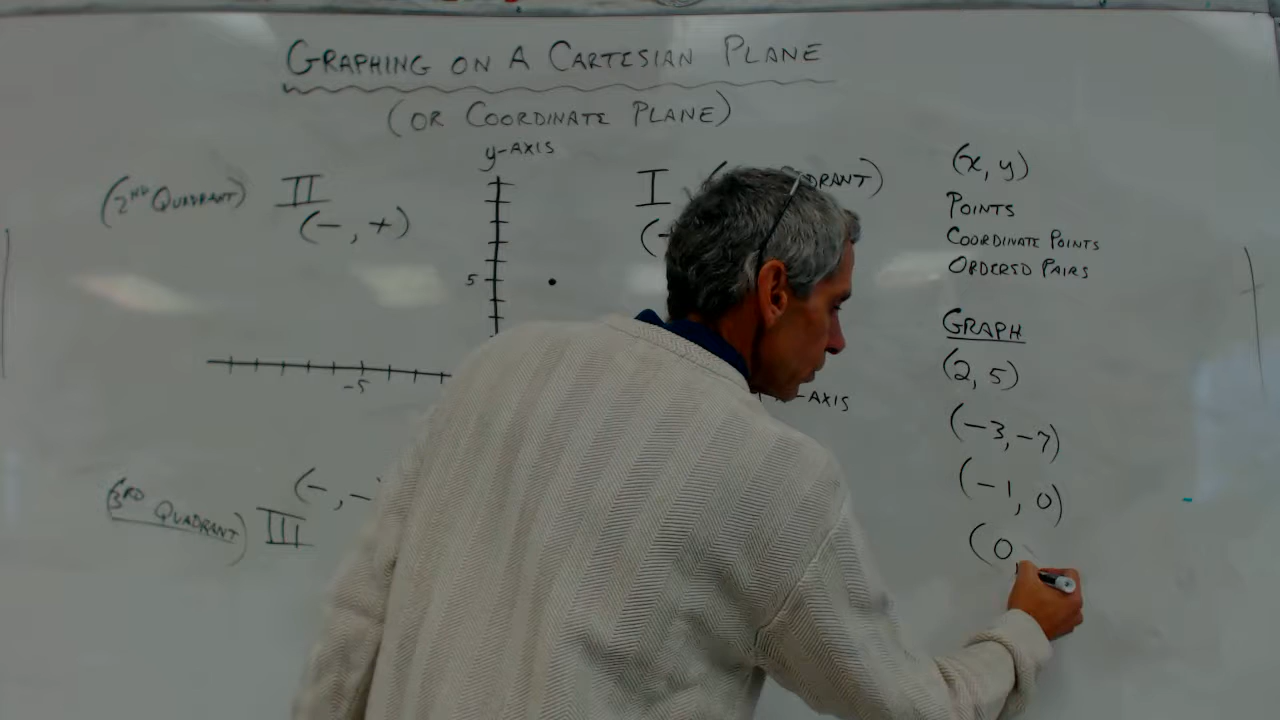 GRAPHING ON A CARTESIAN PLANE
(OR COORDINATE PLANE)
y-AXIS
(2ND QUADRANT) II
(-, +)
I
5
-5
-AXIS
(3RD QUADRANT) III
(-, -
(x, y)
POINTS
COORDINATE POINTS
ORDERED PAIRS
GRAPH
(2, 5)
(-3, -7)
(-1, 0)
(0,